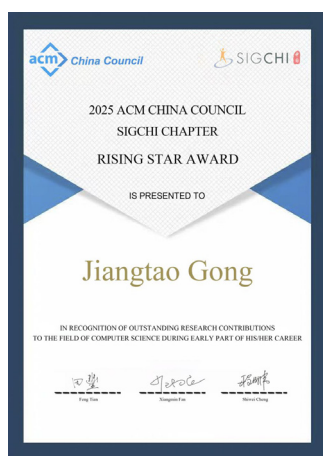 acm China Council
SIGCHI
2025 ACM CHINA COUNCIL
SIGCHI CHAPTER
RISING STAR AWARD
IS PRESENTED TO
Jiangtao Gong
IN RECOGNITION OF OUTSTANDING RESEARCH CONTRIBUTIONS
TO THE FIELD OF COMPUTER SCIENCE DURING EARLY PART OF HIS/HER CAREER
Feng Tian
Xiangmin Fan
Shiwei Cheng